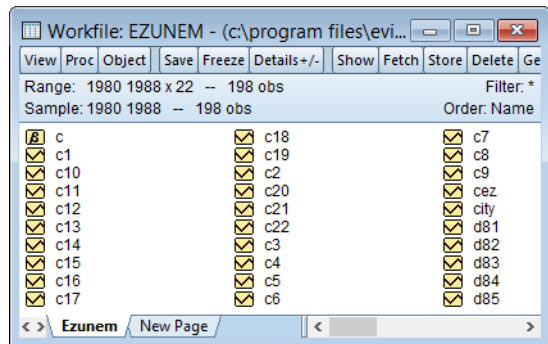 Workfile: EZUNEM - (c:\program files\evi...
View Proc Object Save Freeze Details+/- Show Fetch Store Delete Ge
Range: 1980 1988 x 22 -- 198 obs Filter: *
Sample: 1980 1988 -- 198 obs Order: Name
β c c18 c7
c1 c19 c8
c10 c2 c9
c11 c20 cez
c12 c21 city
c13 c22 d81
c14 c3 d82
c15 c4 d83
c16 c5 d84
c17 c6 d85
< > Ezunem New Page < >